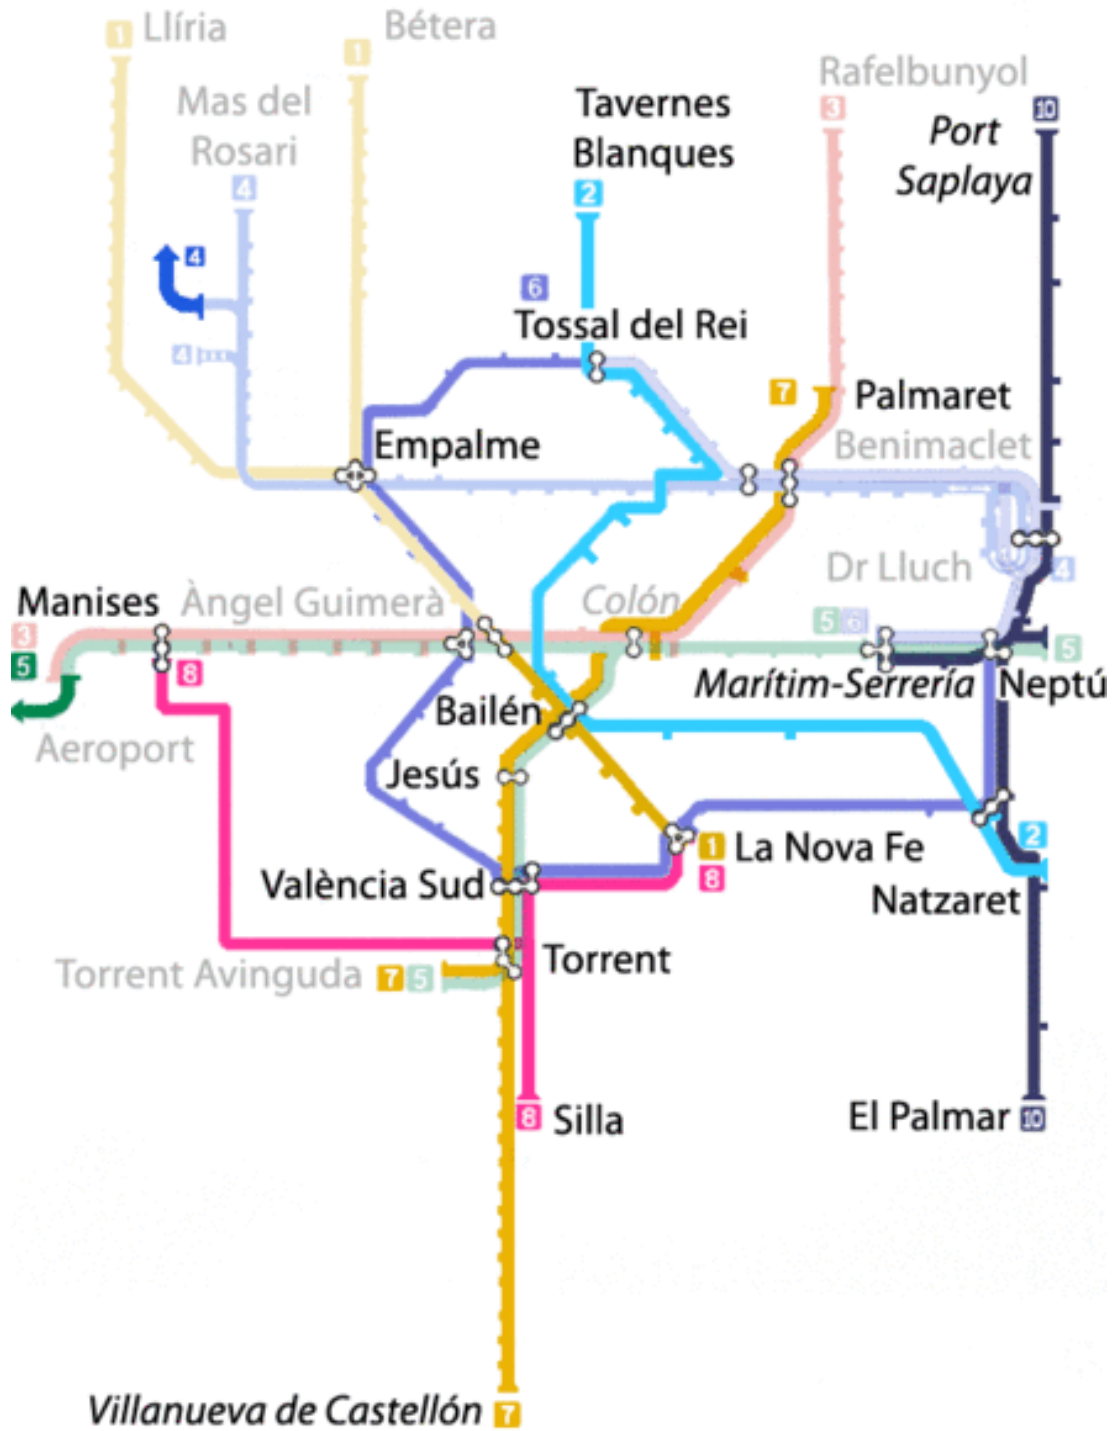 1 Llíria
Bétera
1
Mas del
Rosari
4
Tavernes
Blanques
2
Rafelbunyol
3
10
Port
Saplaya
4
6
Tossal del Rei
4
7
Palmaret
Benimaclet
Empalme
Dr Lluch
4
Manises
Àngel Guimerà
Colón
3
5
8
5 6
5
Marítim-Serrería
Neptú
Aeroport
Bailén
Jesús
1 La Nova Fe
8
2
València Sud
Natzaret
Torrent
Torrent Avinguda 7 5
8 Silla
El Palmar 10
Villanueva de Castellón 7